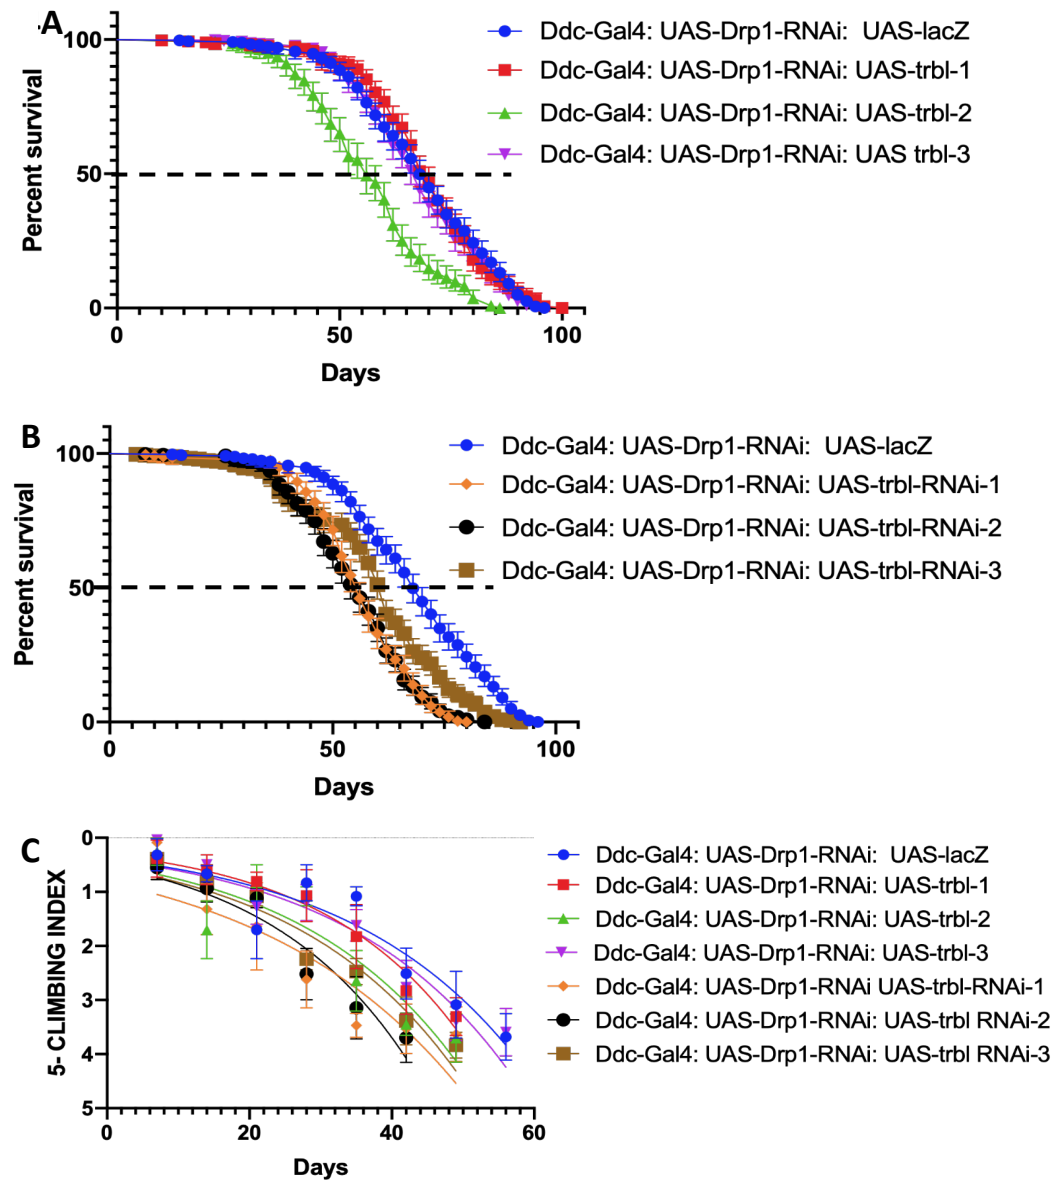 A
Ddc-Gal4: UAS-Drp1-RNAi: UAS-lacZ
Ddc-Gal4: UAS-Drp1-RNAi: UAS-trbl-1
Ddc-Gal4: UAS-Drp1-RNAi: UAS-trbl-2
Ddc-Gal4: UAS-Drp1-RNAi: UAS trbl-3
Percent survival
100
50
0
0 50 100
Days
B
Ddc-Gal4: UAS-Drp1-RNAi: UAS-lacZ
Ddc-Gal4: UAS-Drp1-RNAi: UAS-trbl-RNAi-1
Ddc-Gal4: UAS-Drp1-RNAi: UAS-trbl-RNAi-2
Ddc-Gal4: UAS-Drp1-RNAi: UAS-trbl-RNAi-3
Percent survival
100
50
0
0 50 100
Days
C
Ddc-Gal4: UAS-Drp1-RNAi: UAS-lacZ
Ddc-Gal4: UAS-Drp1-RNAi: UAS-trbl-1
Ddc-Gal4: UAS-Drp1-RNAi: UAS-trbl-2
Ddc-Gal4: UAS-Drp1-RNAi: UAS-trbl-3
Ddc-Gal4: UAS-Drp1-RNAi UAS-trbl-RNAi-1
Ddc-Gal4: UAS-Drp1-RNAi: UAS-trbl RNAi-2
Ddc-Gal4: UAS-Drp1-RNAi: UAS-trbl RNAi-3
5- CLIMBING INDEX
0
1
2
3
4
5
0 20 40 60
Days